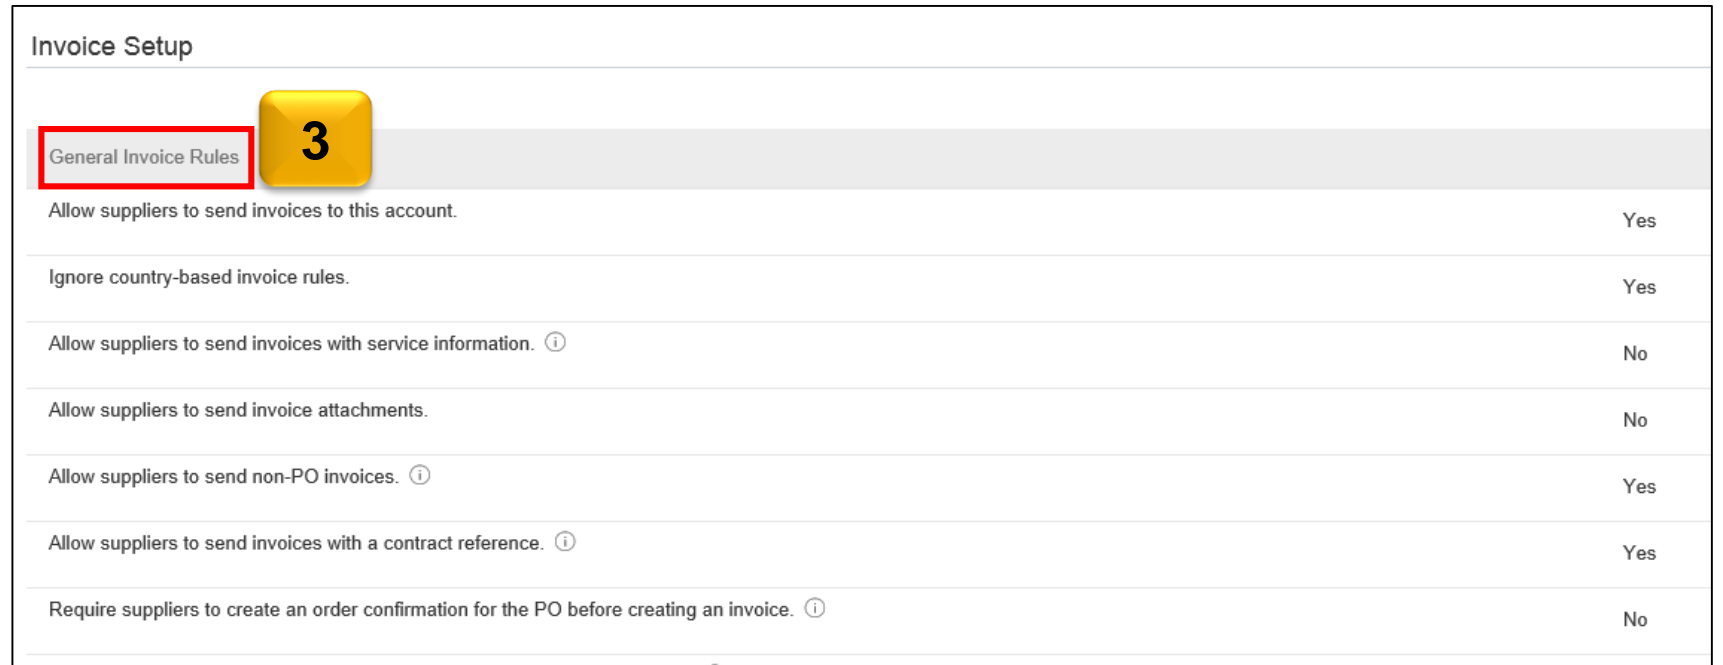 Invoice Setup
3
General Invoice Rules
Allow suppliers to send invoices to this account.
Yes
Ignore country-based invoice rules.
Yes
Allow suppliers to send invoices with service information.
No
Allow suppliers to send invoice attachments.
No
Allow suppliers to send non-PO invoices.
Yes
Allow suppliers to send invoices with a contract reference.
Yes
Require suppliers to create an order confirmation for the PO before creating an invoice.
No